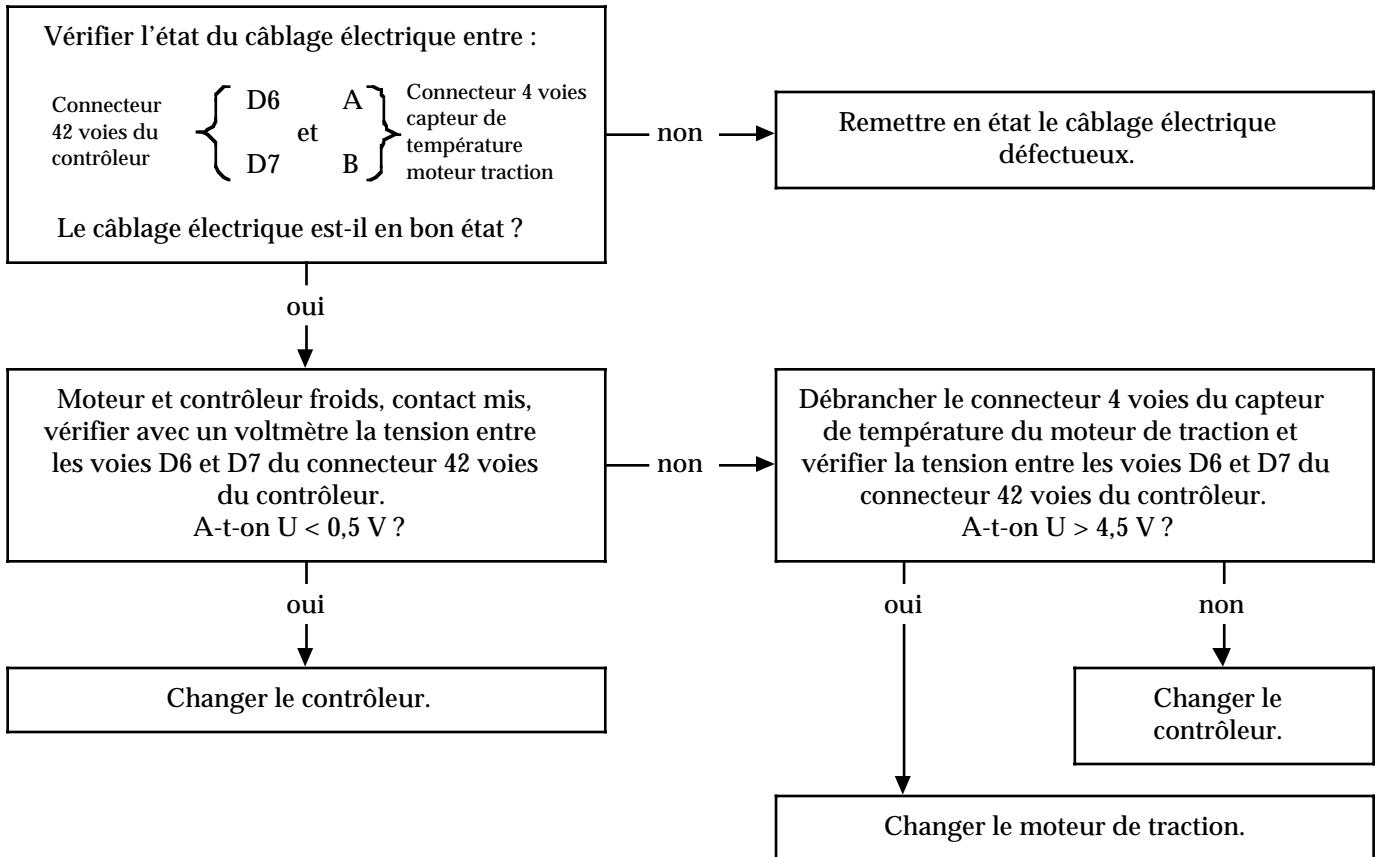 Vérifier l'état du câblage électrique entre :
Connecteur
42 voies du
contrôleur
D6
et
D7
A
B
Connecteur 4 voies
capteur de
température
moteur traction
Le câblage électrique est-il en bon état ?
non
Remettre en état le câblage électrique
défectueux.
oui
Moteur et contrôleur froids, contact mis,
vérifier avec un voltmètre la tension entre
les voies D6 et D7 du connecteur 42 voies
du contrôleur.
A-t-on U < 0,5 V ?
non
Débrancher le connecteur 4 voies du capteur
de température du moteur de traction et
vérifier la tension entre les voies D6 et D7 du
connecteur 42 voies du contrôleur.
A-t-on U > 4,5 V ?
oui
oui
non
Changer le contrôleur.
Changer le
contrôleur.
Changer le moteur de traction.